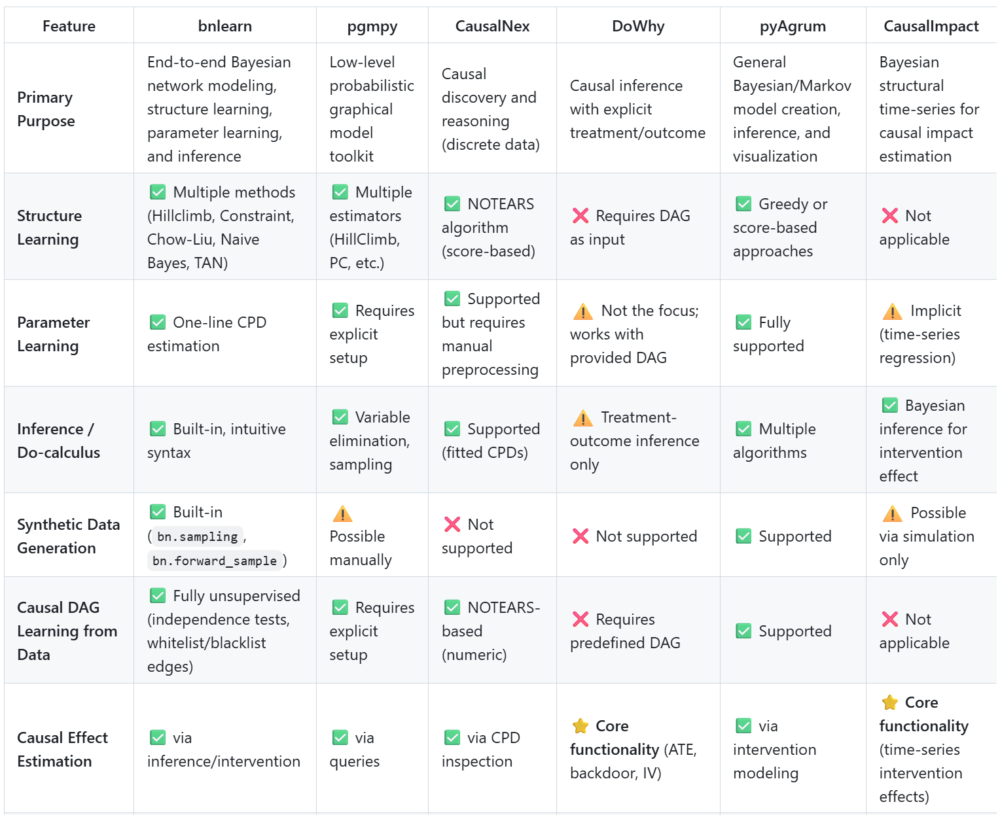 Feature
bnlearn
pgmpy
CausalNex
DoWhy
pyAgrum
CausalImpact
Primary
Purpose
End-to-end Bayesian
network modeling,
structure learning,
parameter learning,
and inference
Low-level
probabilistic
graphical
model
toolkit
Causal
discovery and
reasoning
(discrete data)
Causal inference
with explicit
treatment/outcome
General
Bayesian/Markov
model creation,
inference, and
visualization
Bayesian
structural
time-series for
causal impact
estimation
Structure
Learning
✅ Multiple methods
(Hillclimb, Constraint,
Chow-Liu, Naive
Bayes, TAN)
✅ Multiple
estimators
(HillClimb,
PC, etc.)
✅ NOTEARS
algorithm
(score-based)
❌ Requires DAG
as input
✅ Greedy or
score-based
approaches
❌ Not
applicable
Parameter
Learning
✅ One-line CPD
estimation
✅ Requires
explicit
setup
✅ Supported
but requires
manual
preprocessing
⚠️ Not the focus;
works with
provided DAG
✅ Fully
supported
⚠️ Implicit
(time-series
regression)
Inference /
Do-calculus
✅ Built-in, intuitive
syntax
✅ Variable
elimination,
sampling
✅ Supported
(fitted CPDs)
⚠️ Treatment-
outcome inference
only
✅ Multiple
algorithms
✅ Bayesian
inference for
intervention
effect
Synthetic Data
Generation
✅ Built-in
(bn.sampling,
bn.forward_sample)
⚠️
Possible
manually
❌ Not
supported
❌ Not supported
✅ Supported
⚠️ Possible
via simulation
only
Causal DAG
Learning from
Data
✅ Fully unsupervised
(independence tests,
whitelist/blacklist
edges)
✅ Requires
explicit
setup
✅ NOTEARS-
based
(numeric)
❌ Requires
predefined DAG
✅ Supported
❌ Not
applicable
Causal Effect
Estimation
✅ via
inference/intervention
✅ via
queries
✅ via CPD
inspection
⭐ Core
functionality (ATE,
backdoor, IV)
✅ via
intervention
modeling
⭐ Core
functionality
(time-series
intervention
effects)